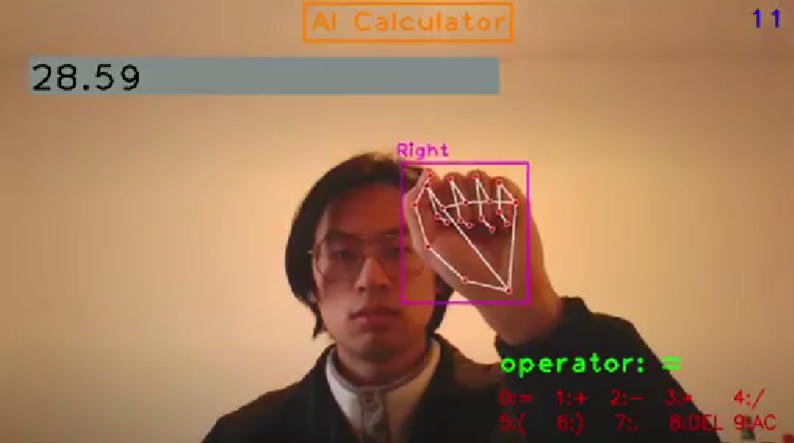 AI Calculator
11
28.59
Right
operator: =
0:= 1:+ 2:- 3:* 4:/
5:( 6:) 7:. 8:DEL 9:AC